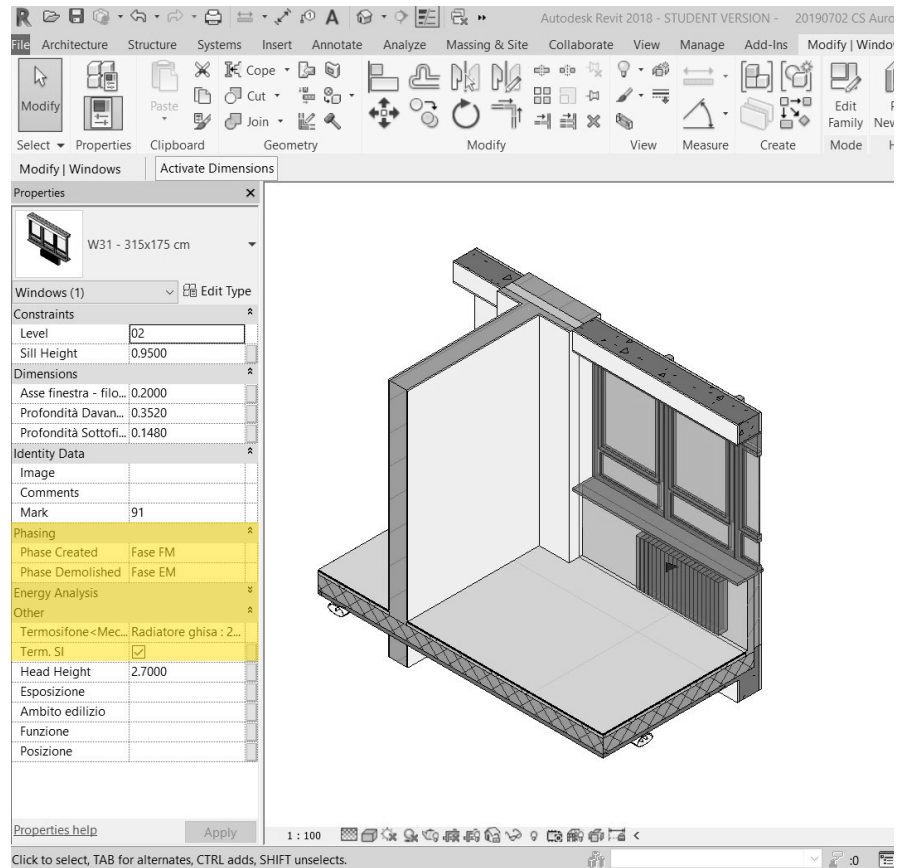 Autodesk Revit 2018 - STUDENT VERSION - 20190702 CS Auro
File Architecture Structure Systems Insert Annotate Analyze Massing & Site Collaborate View Manage Add-Ins Modify | Windo
Cope
Cut
Join
Modify
Paste
Edit
Family
New
Select Properties Clipboard Geometry Modify View Measure Create Mode
Modify | Windows Activate Dimensions
Properties
W31 - 315x175 cm
Windows (1) Edit Type
Constraints
Level 02
Sill Height 0.9500
Dimensions
Asse finestra - filo... 0.2000
Profondità Davan... 0.3520
Profondità Sottofi... 0.1480
Identity Data
Image
Comments
Mark 91
Phasing
Phase Created Fase FM
Phase Demolished Fase EM
Energy Analysis
Other
Termosifone<Mec... Radiatore ghisa : 2...
Term. SI
Head Height 2.7000
Esposizione
Ambito edilizio
Funzione
Posizione
Properties help Apply
1 : 100
Click to select, TAB for alternates, CTRL adds, SHIFT unselects. :0